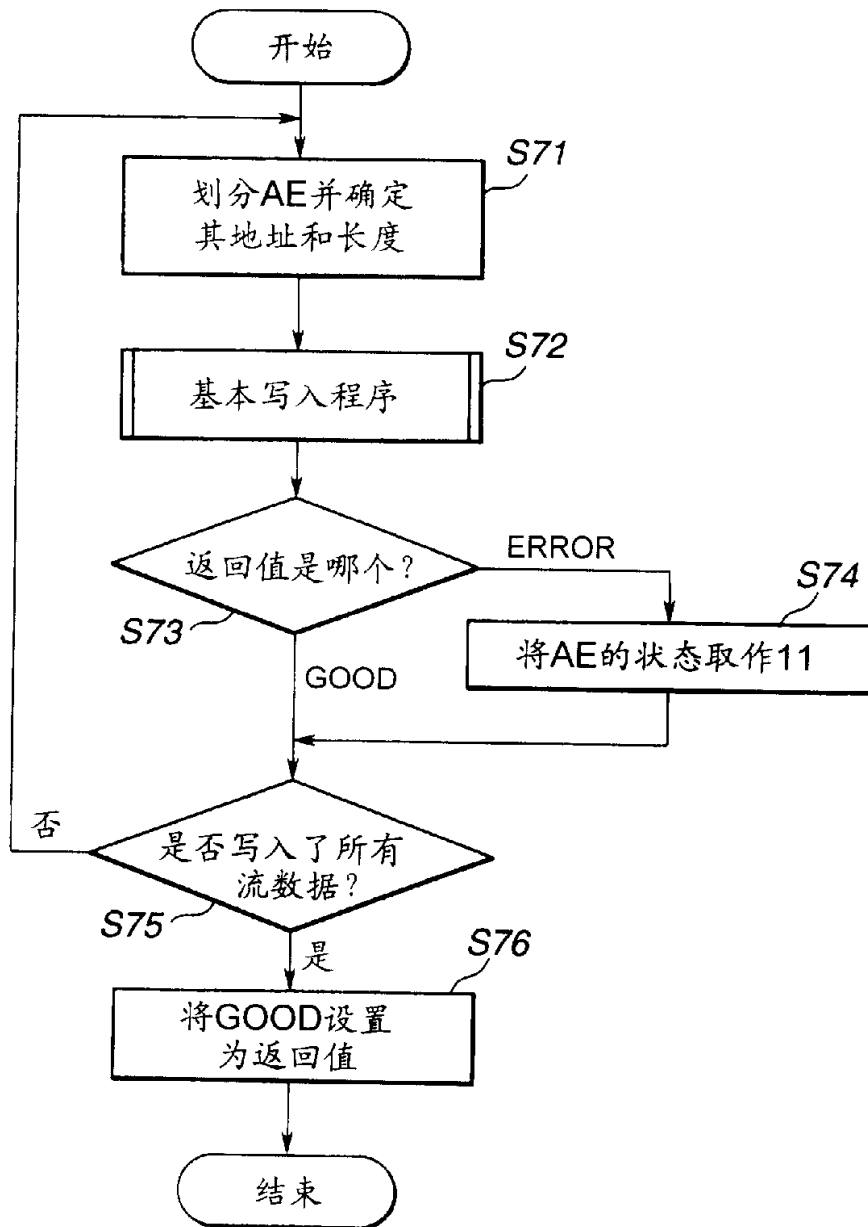 开始
S71
划分AE并确定
其地址和长度
S72
基本写入程序
返回值是哪个？
ERROR
S73
S74
将AE的状态取作11
GOOD
否
是否写入了所有
流数据？
S75
是
S76
将GOOD设置
为返回值
结束